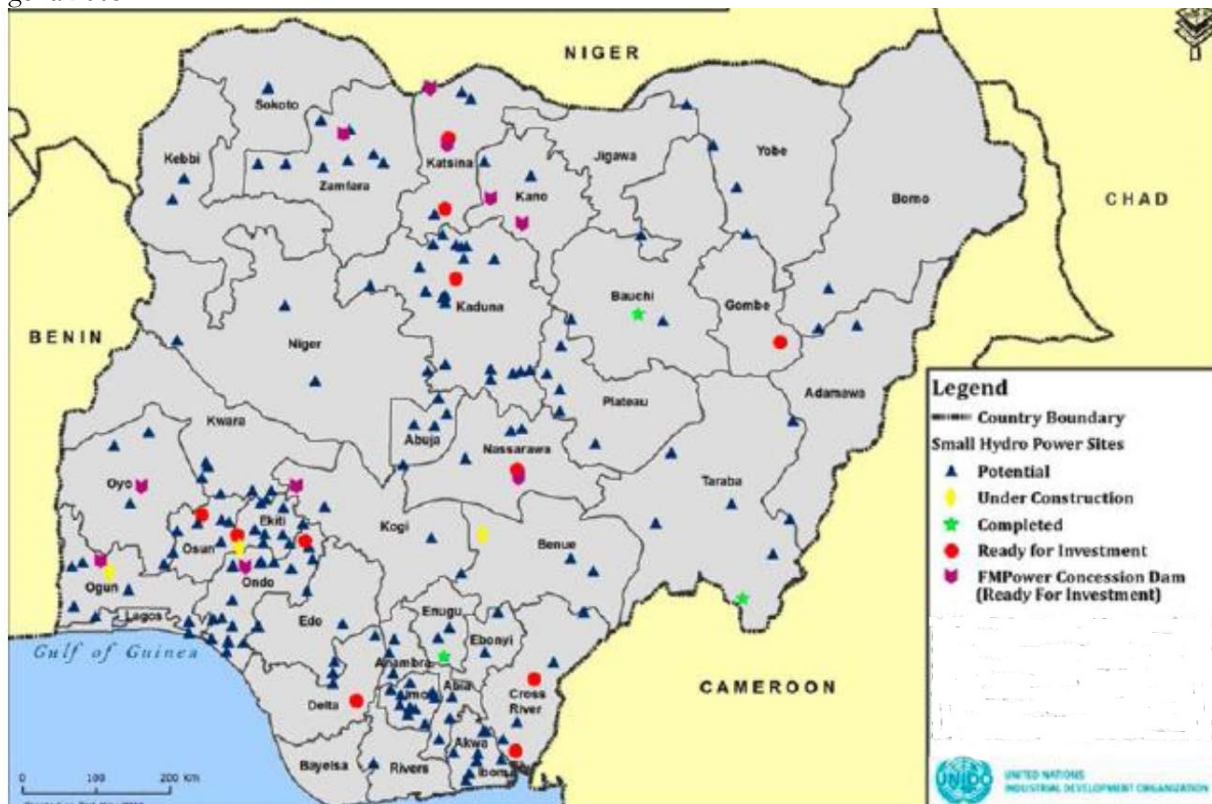 NIGER
Sokoto
Kebbi
Zamfara
Katsina
Kano
Jigawa
Yobe
Borno
CHAD
BENIN
Niger
Kaduna
Bauchi
Gombe
Adamawa
Plateau
Kwara
Abuja
Nassarawa
Taraba
Oyo
Osun
Ekiti
Kogi
Benue
Ogun
Ondo
Lagos
Edo
Enugu
Ebonyi
Anambra
Imo
Abia
Cross
River
Delta
Akwa
Ibom
Bayelsa
Rivers
Gulf of Guinea
CAMEROON
0 100 200 Km
Legend
Country Boundary
Small Hydro Power Sites
Potential
Under Construction
Completed
Ready for Investment
FMPower Concession Dam
(Ready For Investment)
UNIDO
UNITED NATIONS
INDUSTRIAL DEVELOPMENT ORGANIZATION